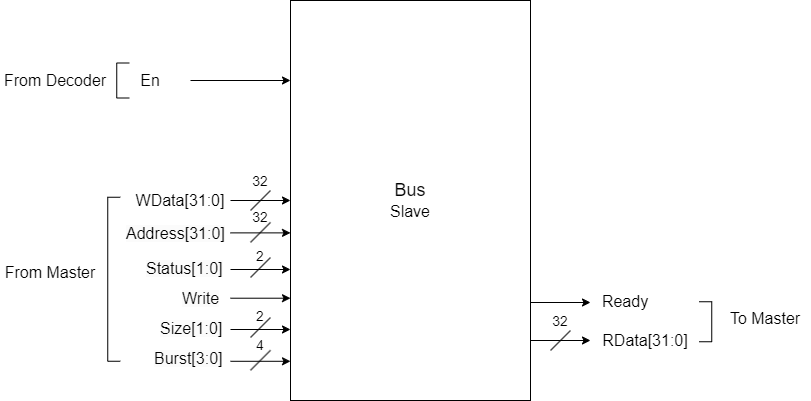 From Decoder
En
Bus
Slave
32
WData[31:0]
32
Address[31:0]
2
Status[1:0]
From Master
Write
2
Size[1:0]
4
Burst[3:0]
Ready
32
RData[31:0]
To Master